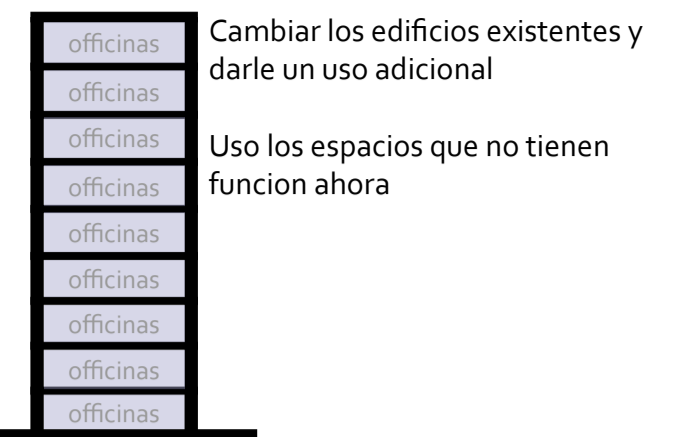 officinas
officinas
officinas
officinas
officinas
officinas
officinas
officinas
officinas
Cambiar los edificios existentes y
darle un uso adicional
Uso los espacios que no tienen
funcion ahora